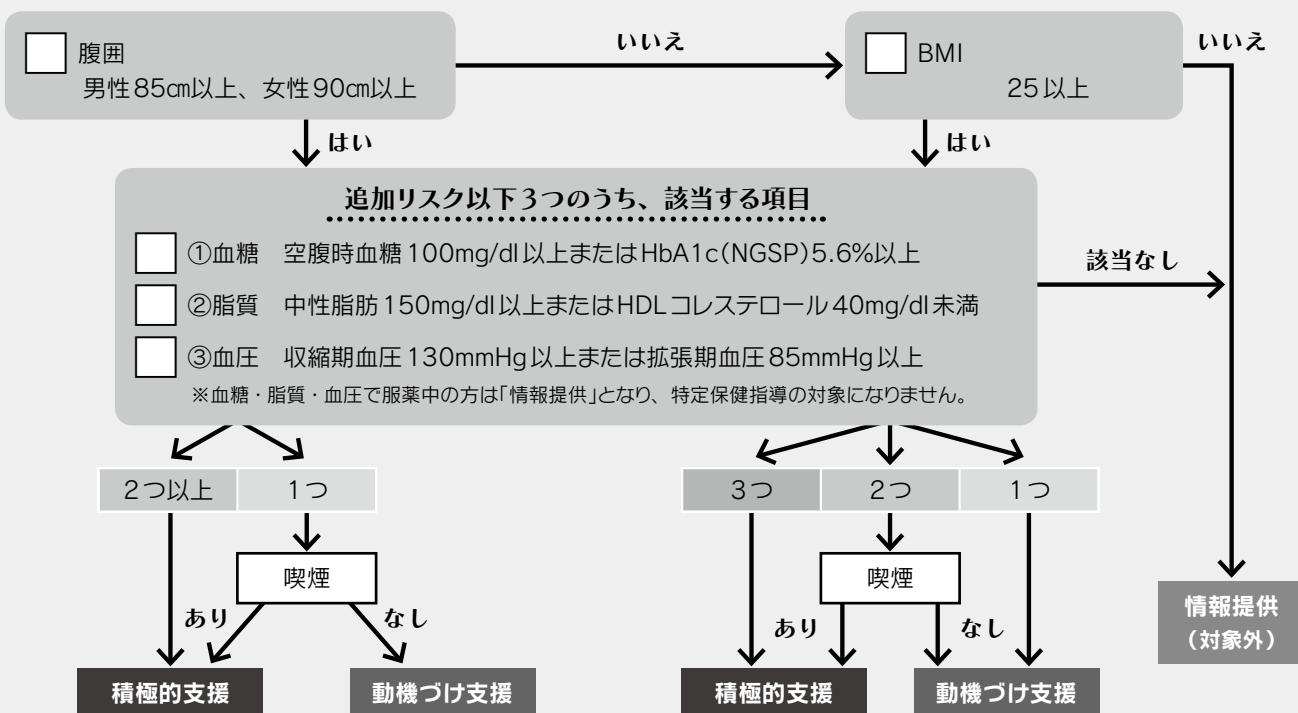 腹囲
男性85㎝以上、女性90㎝以上
いいえ
BMI
25以上
いいえ
はい
はい
追加リスク以下3つのうち、該当する項目
①血糖 空腹時血糖100mg/dl以上またはHbA1c(NGSP)5.6%以上
②脂質 中性脂肪150mg/dl以上またはHDLコレステロール40mg/dl未満
③血圧 収縮期血圧130mmHg以上または拡張期血圧85mmHg以上
※血糖・脂質・血圧で服薬中の方は「情報提供」となり、特定保健指導の対象になりません。
該当なし
2つ以上
1つ
3つ
2つ
1つ
喫煙
喫煙
あり
なし
あり
なし
積極的支援
動機づけ支援
積極的支援
動機づけ支援
情報提供
(対象外)